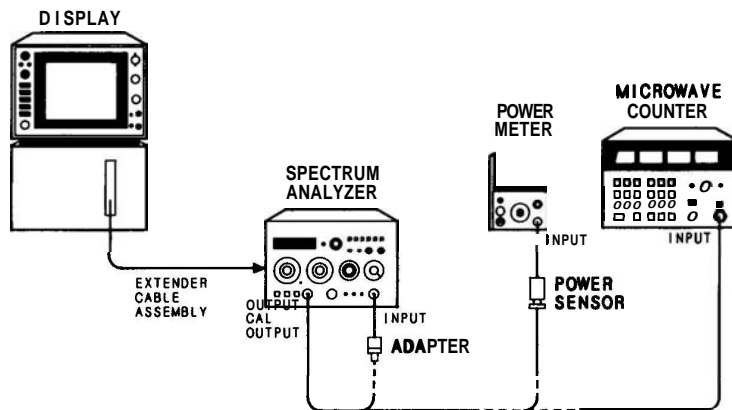 DISPLAY
MICROWAVE
COUNTER
POWER
METER
SPECTRUM
ANALYZER
INPUT
INPUT
EXTENDER
CABLE
ASSEMBLY
OUTPUT
CAL
OUTPUT
INPUT
POWER
SENSOR
ADAPTER